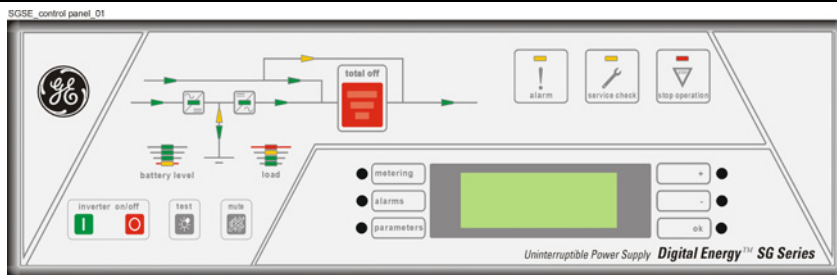 SGSE_control panel_01
GE
total off
alarm
service check
stop operation
battery level
load
inverter on/off
test
mute
I
O
metering
alarms
parameters
+
-
ok
Uninterruptible Power Supply Digital Energy™ SG Series